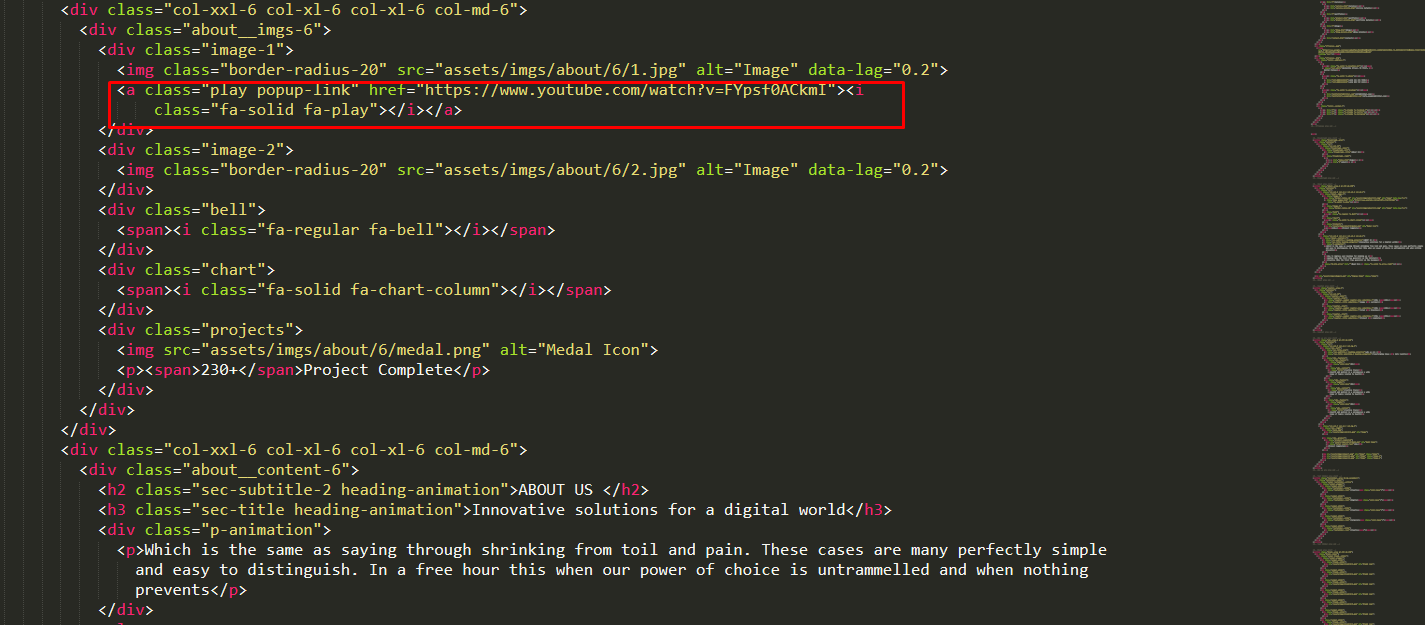 <div class="col-xxl-6 col-xl-6 col-xl-6 col-md-6">
<div class="about__imgs-6">
<div class="image-1">
<img class="border-radius-20" src="assets/imgs/about/6/1.jpg" alt="Image" data-lag="0.2">
<a class="play popup-link" href="https://www.youtube.com/watch?v=FYpsf0ACkmI"><i
class="fa-solid fa-play"></i></a>
</div>
<div class="image-2">
<img class="border-radius-20" src="assets/imgs/about/6/2.jpg" alt="Image" data-lag="0.2">
</div>
<div class="bell">
<span><i class="fa-regular fa-bell"></i></span>
</div>
<div class="chart">
<span><i class="fa-solid fa-chart-column"></i></span>
</div>
<div class="projects">
<img src="assets/imgs/about/6/medal.png" alt="Medal Icon">
<p><span>230+</span>Project Complete</p>
</div>
</div>
</div>
<div class="col-xxl-6 col-xl-6 col-xl-6 col-md-6">
<div class="about__content-6">
<h2 class="sec-subtitle-2 heading-animation">ABOUT US </h2>
<h3 class="sec-title heading-animation">Innovative solutions for a digital world</h3>
<div class="p-animation">
<p>Which is the same as saying through shrinking from toil and pain. These cases are many perfectly simple
and easy to distinguish. In a free hour this when our power of choice is untrammelled and when nothing
prevents</p>
</div>